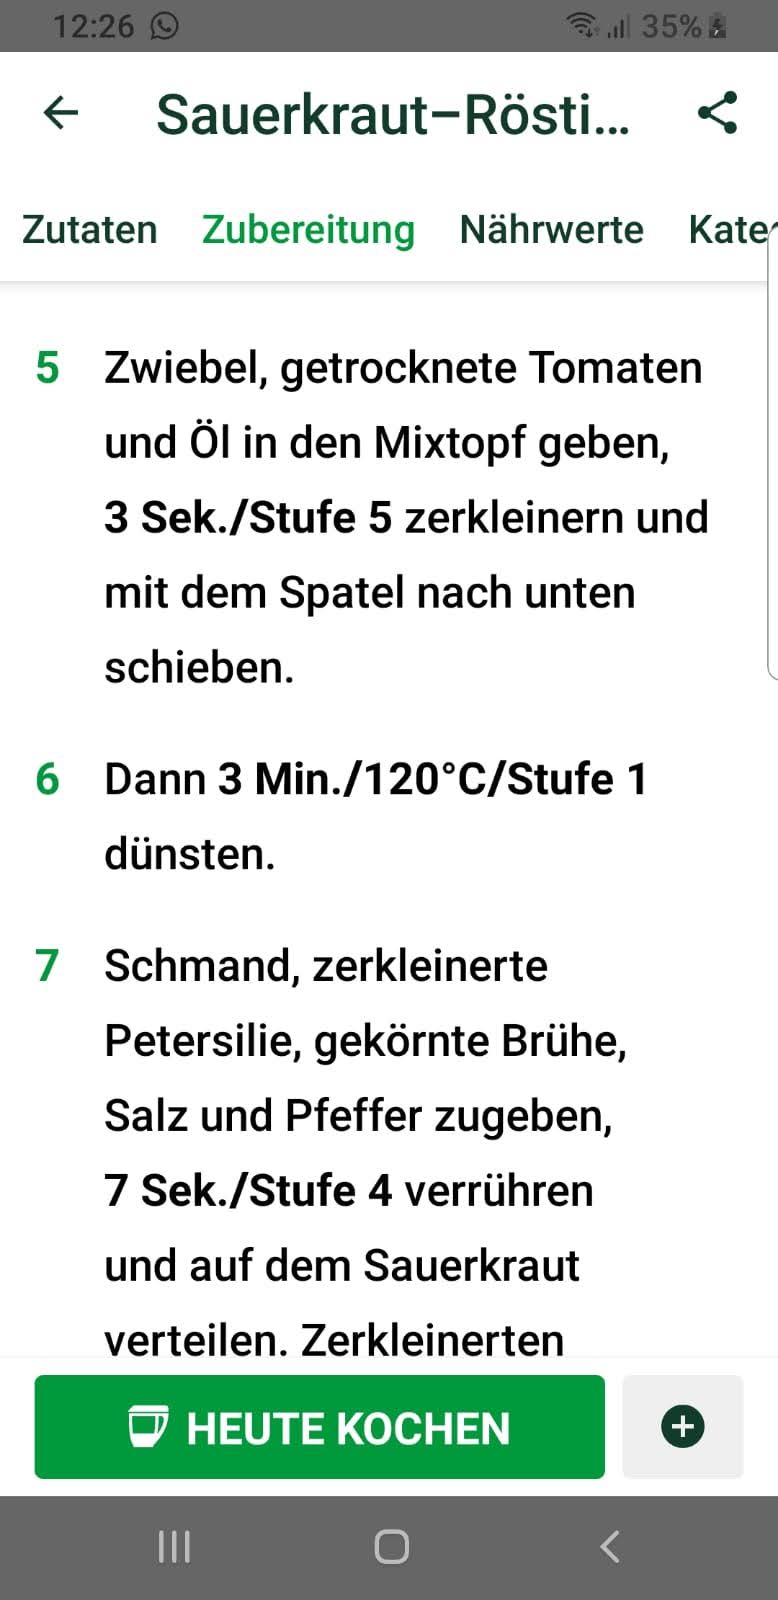 12:26 35%
Sauerkraut–Rösti...
Zutaten Zubereitung Nährwerte Kate
5 Zwiebel, getrocknete Tomaten
und Öl in den Mixtopf geben,
3 Sek./Stufe 5 zerkleinern und
mit dem Spatel nach unten
schieben.
6 Dann 3 Min./120°C/Stufe 1
dünsten.
7 Schmand, zerkleinerte
Petersilie, gekörnte Brühe,
Salz und Pfeffer zugeben,
7 Sek./Stufe 4 verrühren
und auf dem Sauerkraut
verteilen. Zerkleinerten
HEUTE KOCHEN